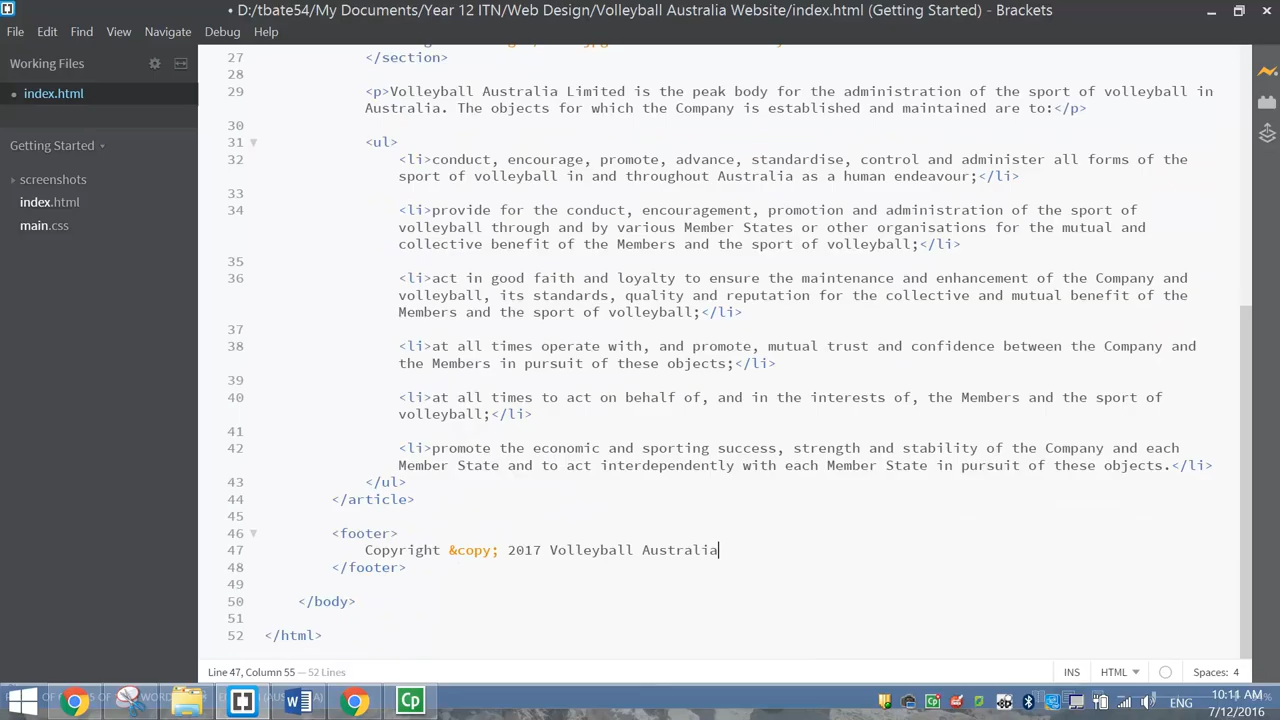 • D:/tbate54/My Documents/Year 12 ITN/Web Design/Volleyball Australia Website/index.html (Getting Started) - Brackets
File Edit Find View Navigate Debug Help
Working Files
• index.html
Getting Started
screenshots
index.html
main.css
27 </section>
28
29 <p>Volleyball Australia Limited is the peak body for the administration of the sport of volleyball in
Australia. The objects for which the Company is established and maintained are to:</p>
30
31 <ul>
32 <li>conduct, encourage, promote, advance, standardise, control and administer all forms of the
sport of volleyball in and throughout Australia as a human endeavour;</li>
33
34 <li>provide for the conduct, encouragement, promotion and administration of the sport of
volleyball through and by various Member States or other organisations for the mutual and
collective benefit of the Members and the sport of volleyball;</li>
35
36 <li>act in good faith and loyalty to ensure the maintenance and enhancement of the Company and
volleyball, its standards, quality and reputation for the collective and mutual benefit of the
Members and the sport of volleyball;</li>
37
38 <li>at all times operate with, and promote, mutual trust and confidence between the Company and
the Members in pursuit of these objects;</li>
39
40 <li>at all times to act on behalf of, and in the interests of, the Members and the sport of
volleyball;</li>
41
42 <li>promote the economic and sporting success, strength and stability of the Company and each
Member State and to act interdependently with each Member State in pursuit of these objects.</li>
43 </ul>
44 </article>
45
46 <footer>
47 Copyright &copy; 2017 Volleyball Australia
48 </footer>
49
50 </body>
51
52 </html>
Line 47, Column 55 — 52 Lines
INS HTML Spaces: 4
Cp
ENG
10:11 AM
7/12/2016